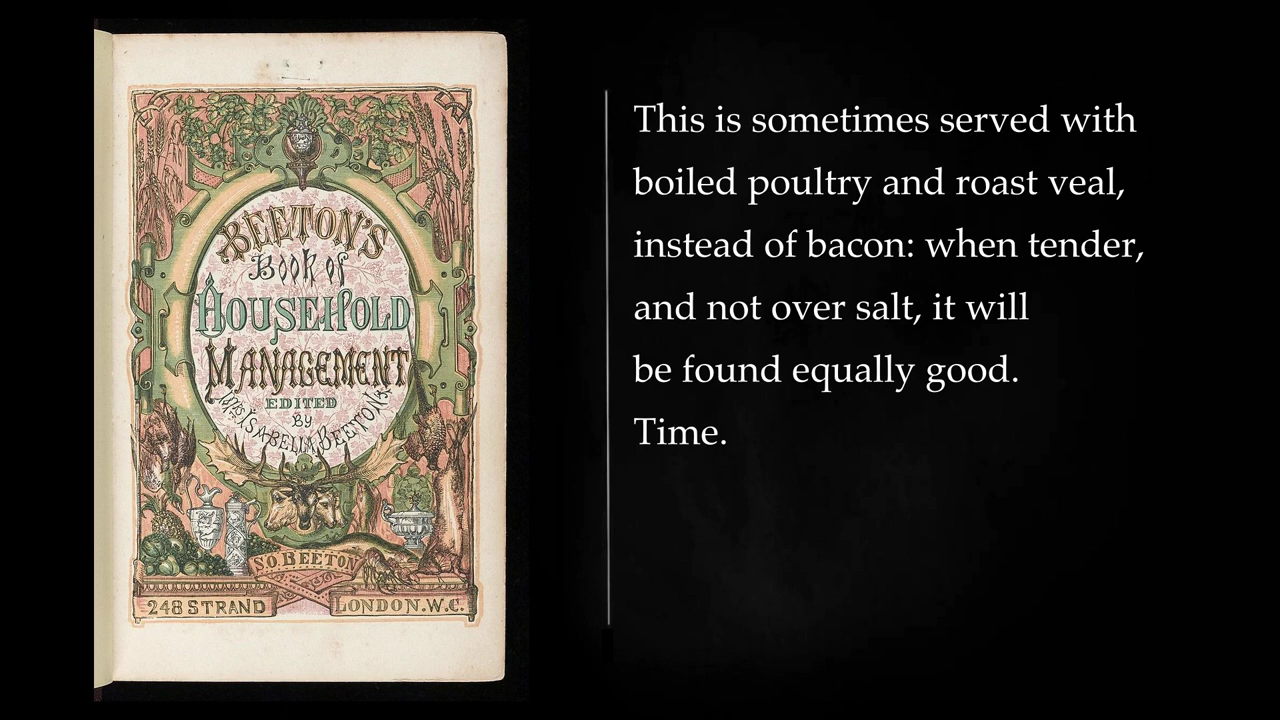 BEETON'S
Book of
HOUSEHOLD
MANAGEMENT
EDITED
By
MRS ISABELLA BEETON
S.O. BEETON
248 STRAND
LONDON. W.C.
This is sometimes served with
boiled poultry and roast veal,
instead of bacon: when tender,
and not over salt, it will
be found equally good.
Time.